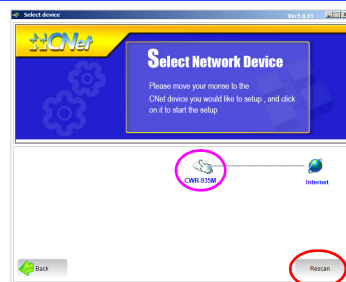 Select device
Ver1.0.11
CNet
Select Network Device
Please move your monse to the
CNet device you would like to setup , and click
on it to start the setup
CWR-935M
Internet
Back
Rescan